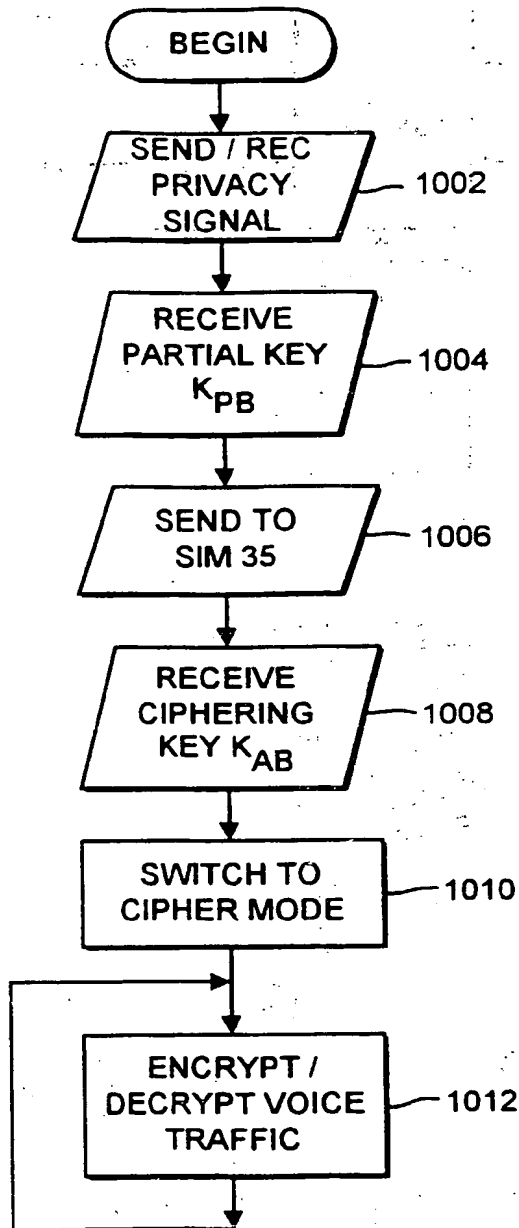 BEGIN
SEND / REC
PRIVACY
SIGNAL
1002
RECEIVE
PARTIAL KEY
KPB
1004
SEND TO
SIM 35
1006
RECEIVE
CIPHERING
KEY KAB
1008
SWITCH TO
CIPHER MODE
1010
ENCRYPT /
DECRYPT VOICE
TRAFFIC
1012